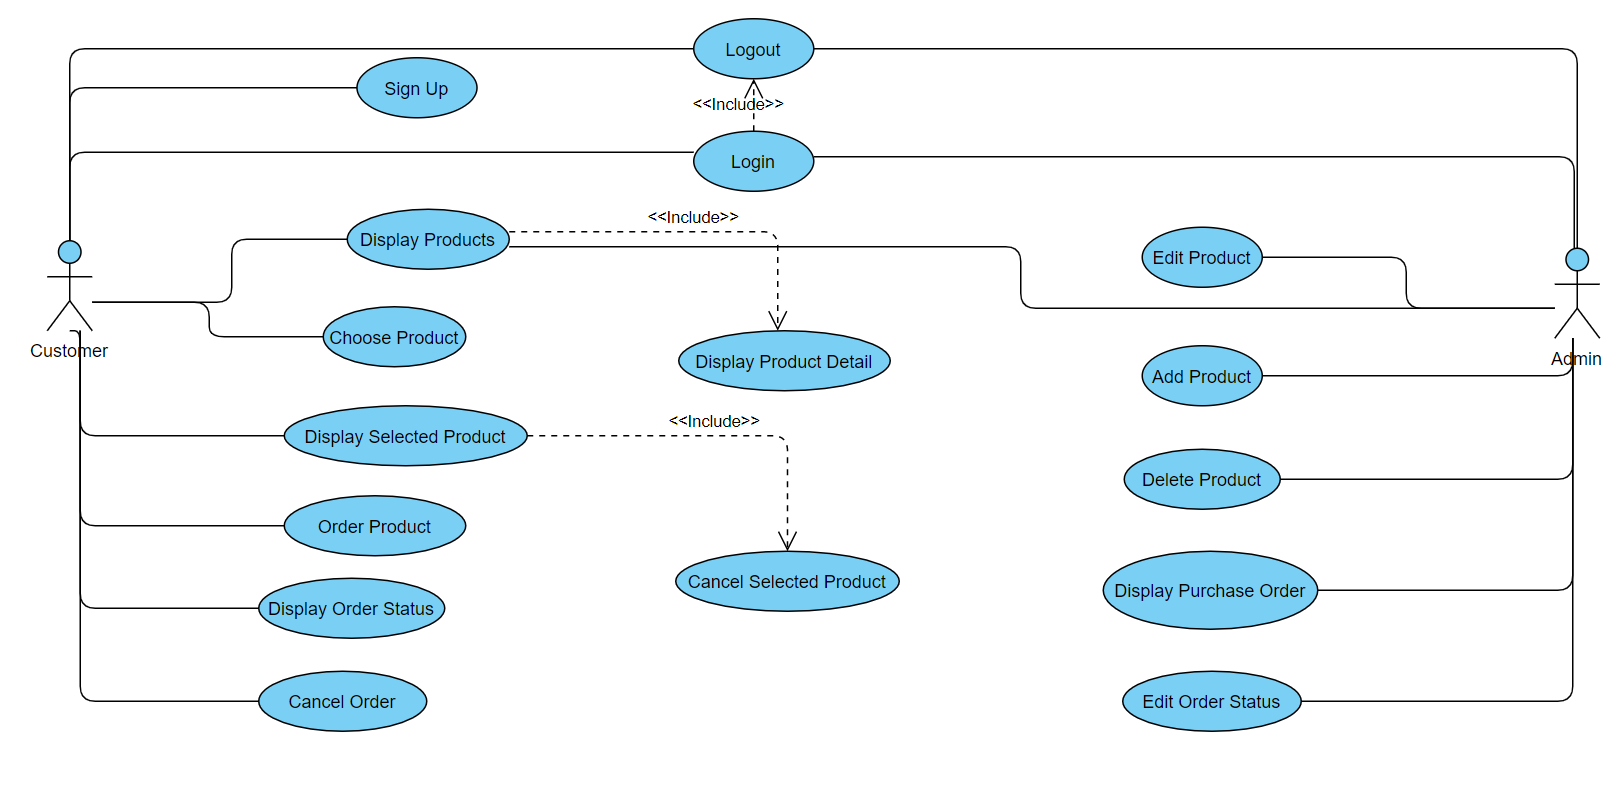 Logout
Sign Up
<<Include>>
Login
<<Include>>
Display Products
Edit Product
Choose Product
Customer
Display Product Detail
Admin
Add Product
<<Include>>
Display Selected Product
Delete Product
Order Product
Cancel Selected Product
Display Purchase Order
Display Order Status
Cancel Order
Edit Order Status